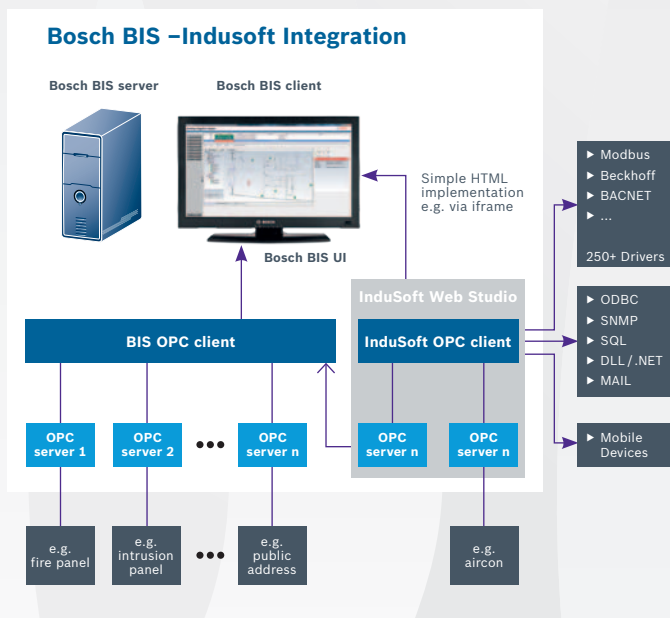 Bosch BIS –Indusoft Integration
Bosch BIS server
Bosch BIS client
Simple HTML
implementation
e.g. via iframe
Bosch BIS UI
► Modbus
► Beckhoff
► BACNET
► ...
250+ Drivers
InduSoft Web Studio
BIS OPC client
InduSoft OPC client
► ODBC
► SNMP
► SQL
► DLL/.NET
► MAIL
OPC
server 1
OPC
server 2
OPC
server n
OPC
server n
OPC
server n
► Mobile
Devices
e.g.
fire panel
e.g.
intrusion
panel
e.g.
public
address
e.g.
aircon